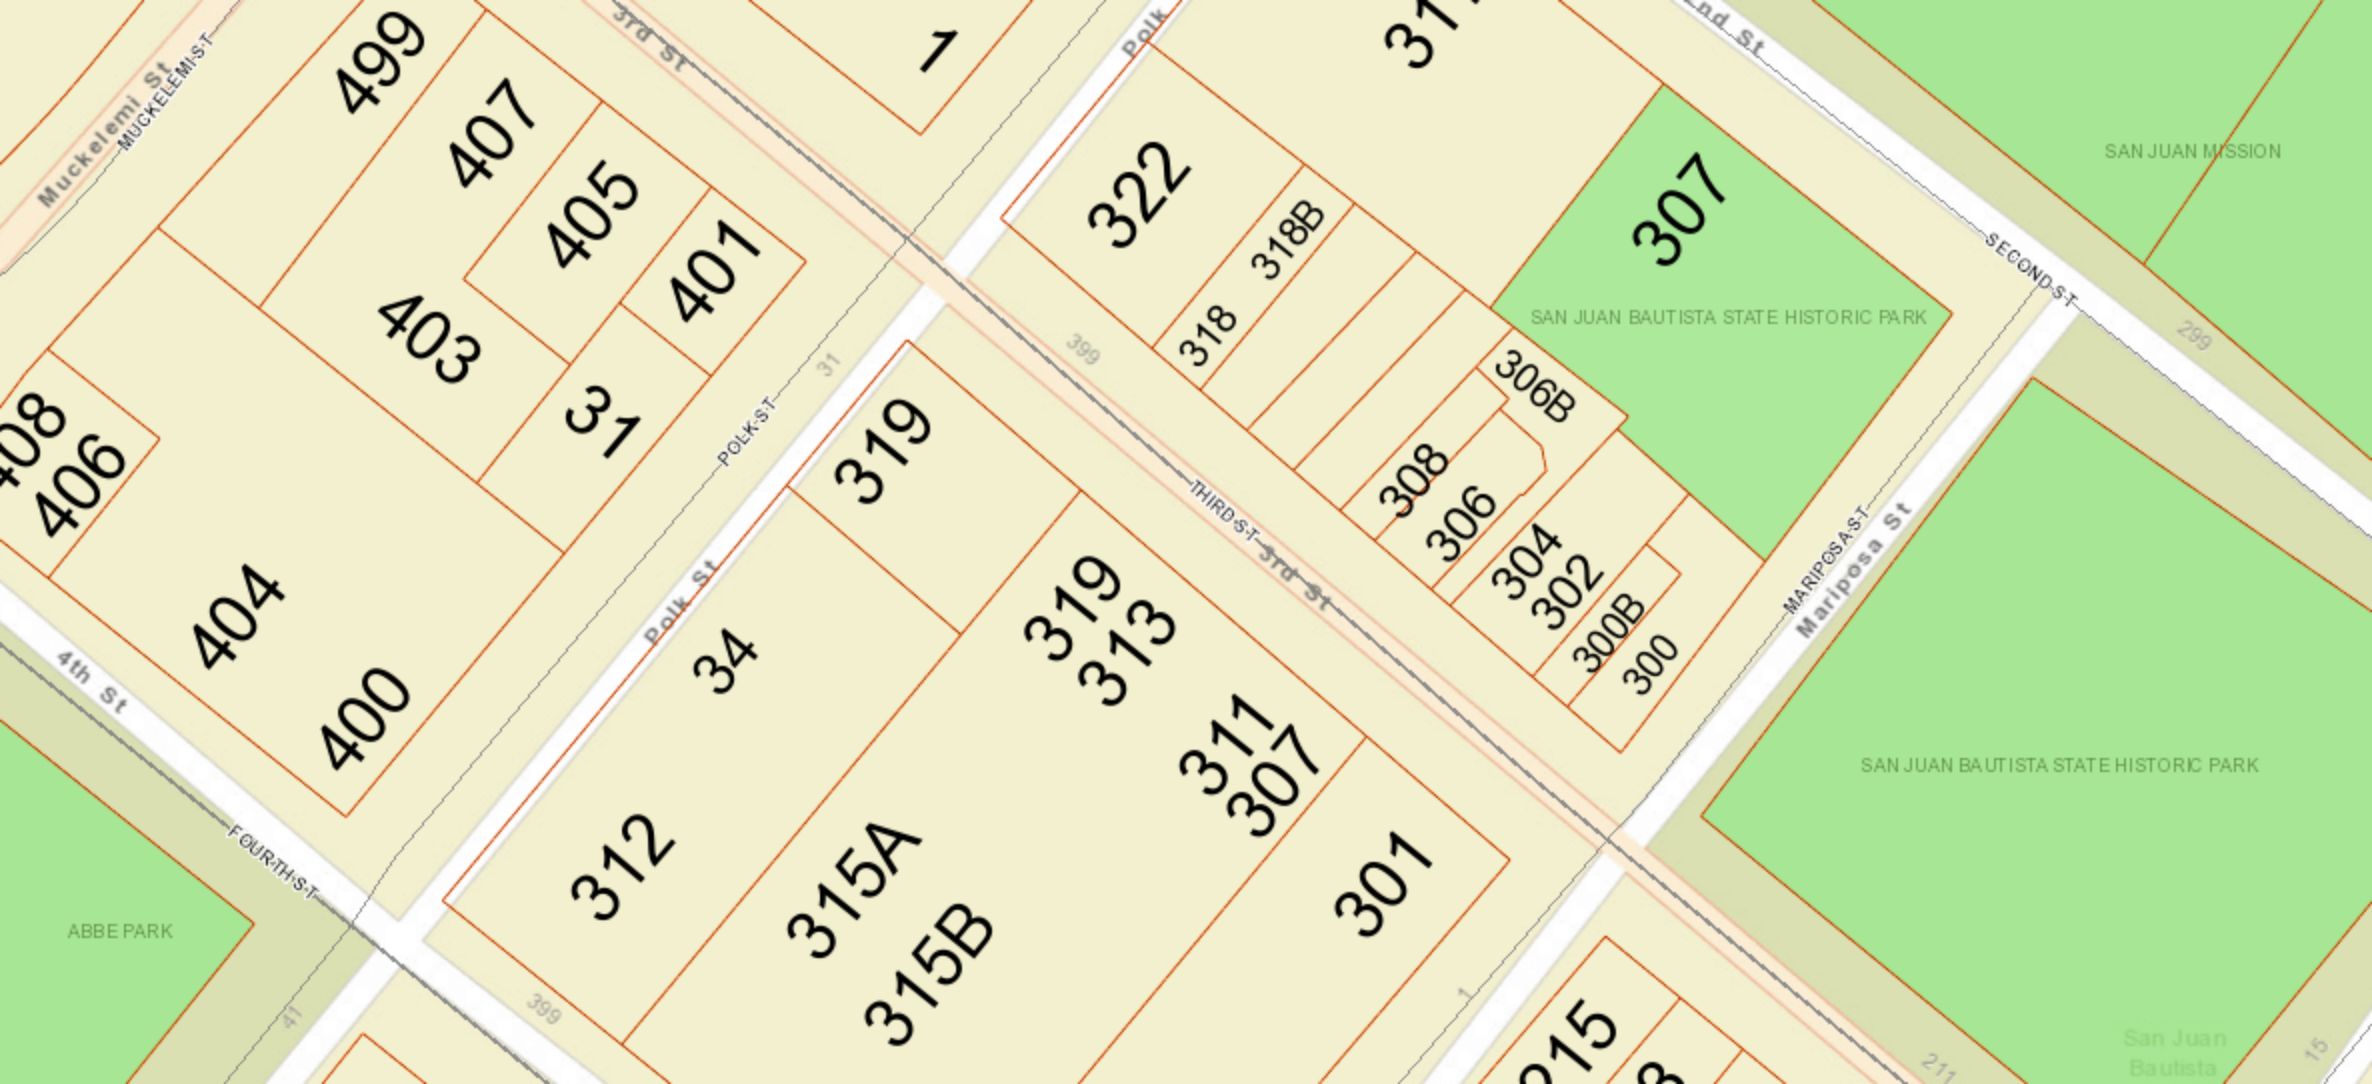 499
3rd St
1
Polk
2nd St
Muckelemi St
MUCKELEMI ST
407
322
307
SAN JUAN MISSION
405
318B
401
SECOND ST
403
318
SAN JUAN BAUTISTA STATE HISTORIC PARK
299
31
399
306B
31
POLK ST
319
408
406
308
306
THIRD ST
3rd St
304
302
MARIPOSA ST
Mariposa St
404
Polk St
34
319
313
300B
300
4th St
400
311
307
SAN JUAN BAUTISTA STATE HISTORIC PARK
FOURTH ST
312
315A
301
ABBE PARK
315B
41
399
1
215
211
San Juan
Bautista
15